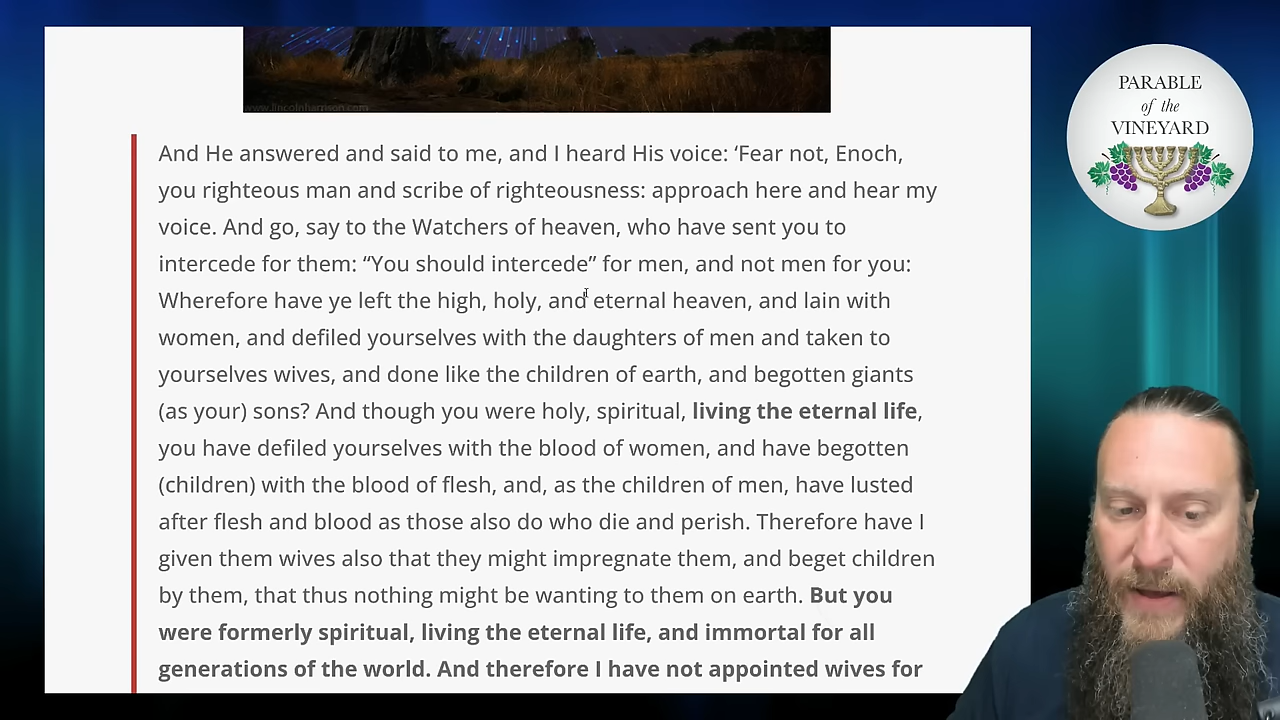 www.lincolnharrison.com
PARABLE
of the
VINEYARD
And He answered and said to me, and I heard His voice: ‘Fear not, Enoch,
you righteous man and scribe of righteousness: approach here and hear my
voice. And go, say to the Watchers of heaven, who have sent you to
intercede for them: “You should intercede” for men, and not men for you:
Wherefore have ye left the high, holy, and eternal heaven, and lain with
women, and defiled yourselves with the daughters of men and taken to
yourselves wives, and done like the children of earth, and begotten giants
(as your) sons? And though you were holy, spiritual, living the eternal life,
you have defiled yourselves with the blood of women, and have begotten
(children) with the blood of flesh, and, as the children of men, have lusted
after flesh and blood as those also do who die and perish. Therefore have I
given them wives also that they might impregnate them, and beget children
by them, that thus nothing might be wanting to them on earth. But you
were formerly spiritual, living the eternal life, and immortal for all
generations of the world. And therefore I have not appointed wives for